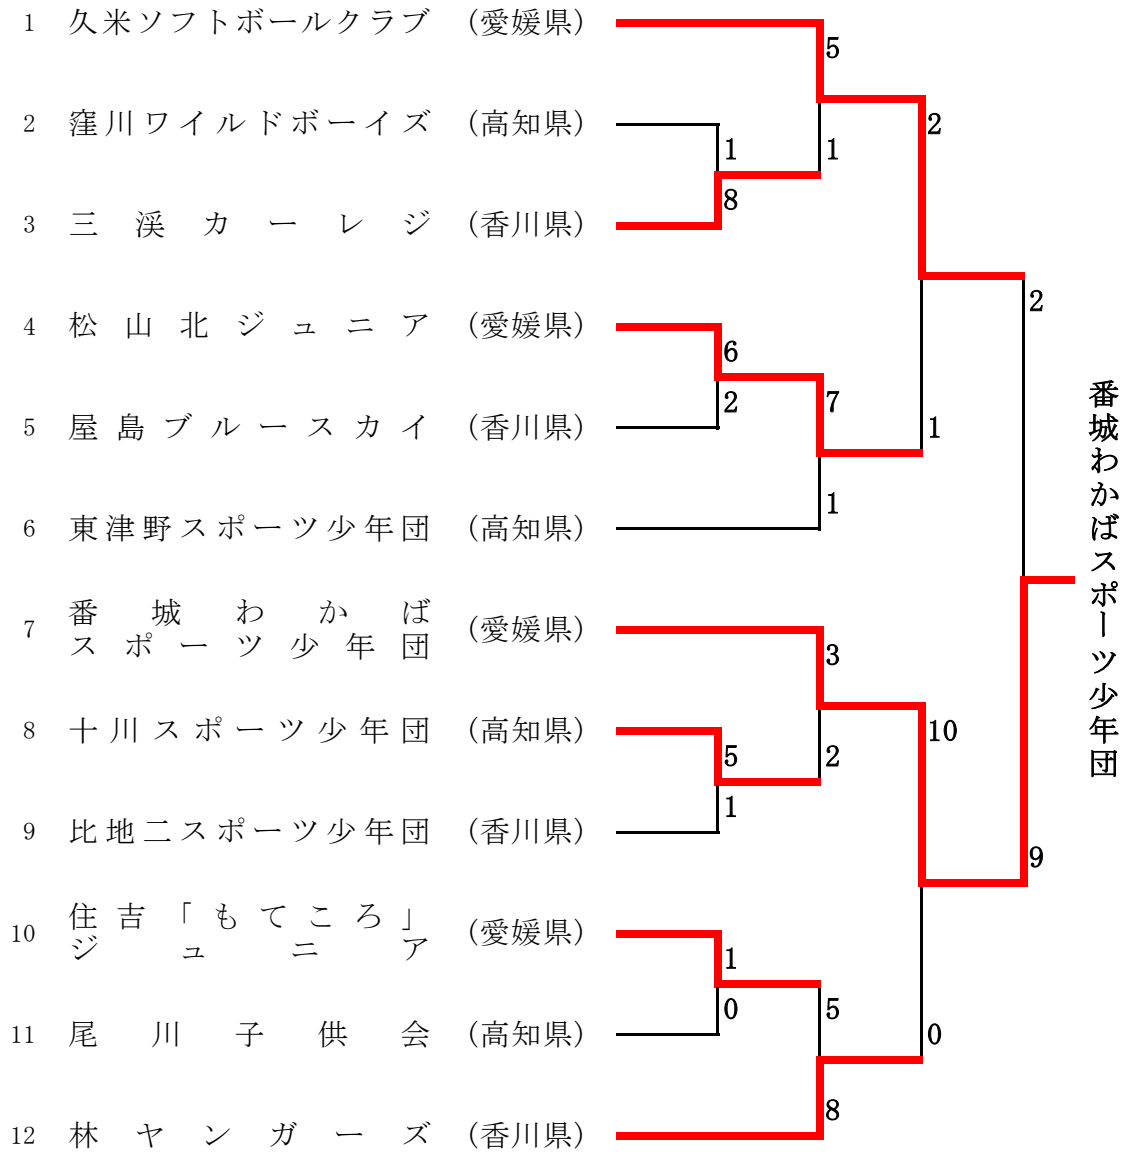 1 久米ソフトボールクラブ (愛媛県)
5
2 窪川ワイルドボーイズ (高知県)
2
1
1
8
3 三渓カーレジ (香川県)
2
4 松山北ジュニア (愛媛県)
6
2
7
1
5 屋島ブルースカイ (香川県)
1
6 東津野スポーツ少年団 (高知県)
番城わかばスポーツ少年団
7 番城わかば
スポーツ少年団 (愛媛県)
3
8 十川スポーツ少年団 (高知県)
10
5
2
1
9 比地二スポーツ少年団 (香川県)
9
10 住吉「もてころ」
ジュニア (愛媛県)
1
0
5
11 尾川子供会 (高知県)
0
8
12 林ヤンガーズ (香川県)